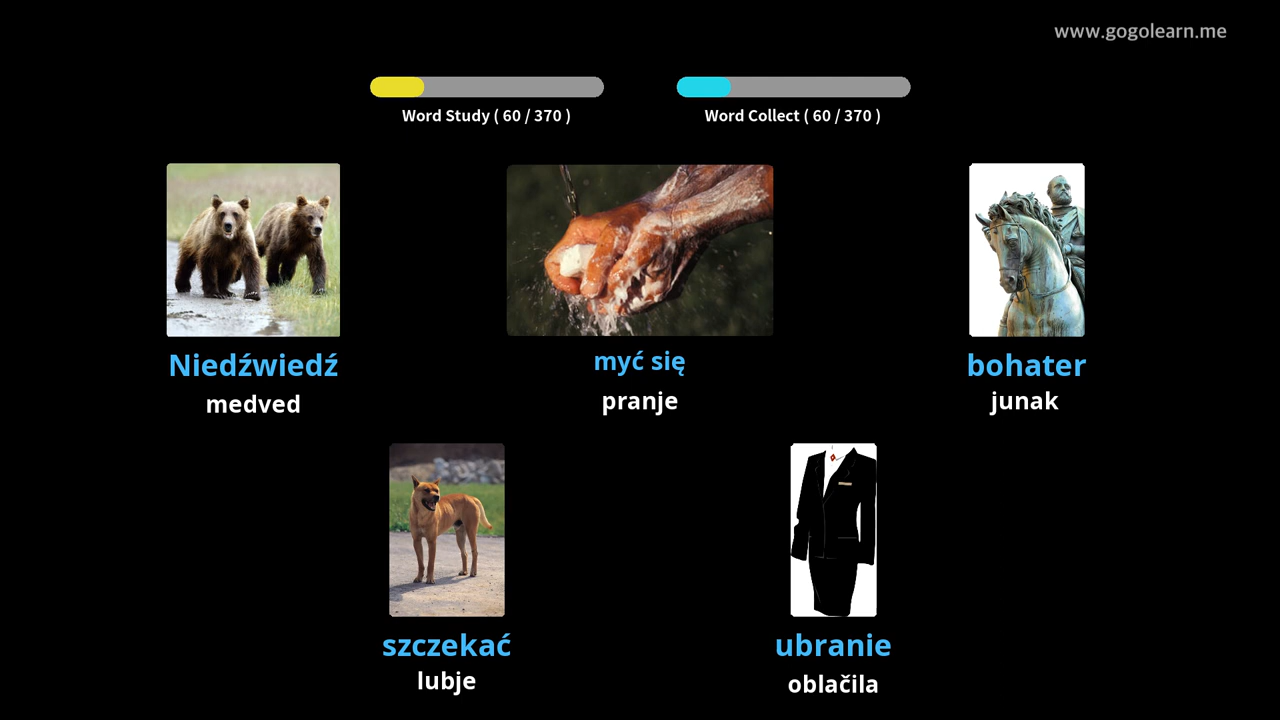 www.gogolearn.me
Word Study ( 60 / 370 )
Word Collect ( 60 / 370 )
Niedźwiedź
medved
myć się
pranje
bohater
junak
szczekać
lubje
ubranie
oblačila